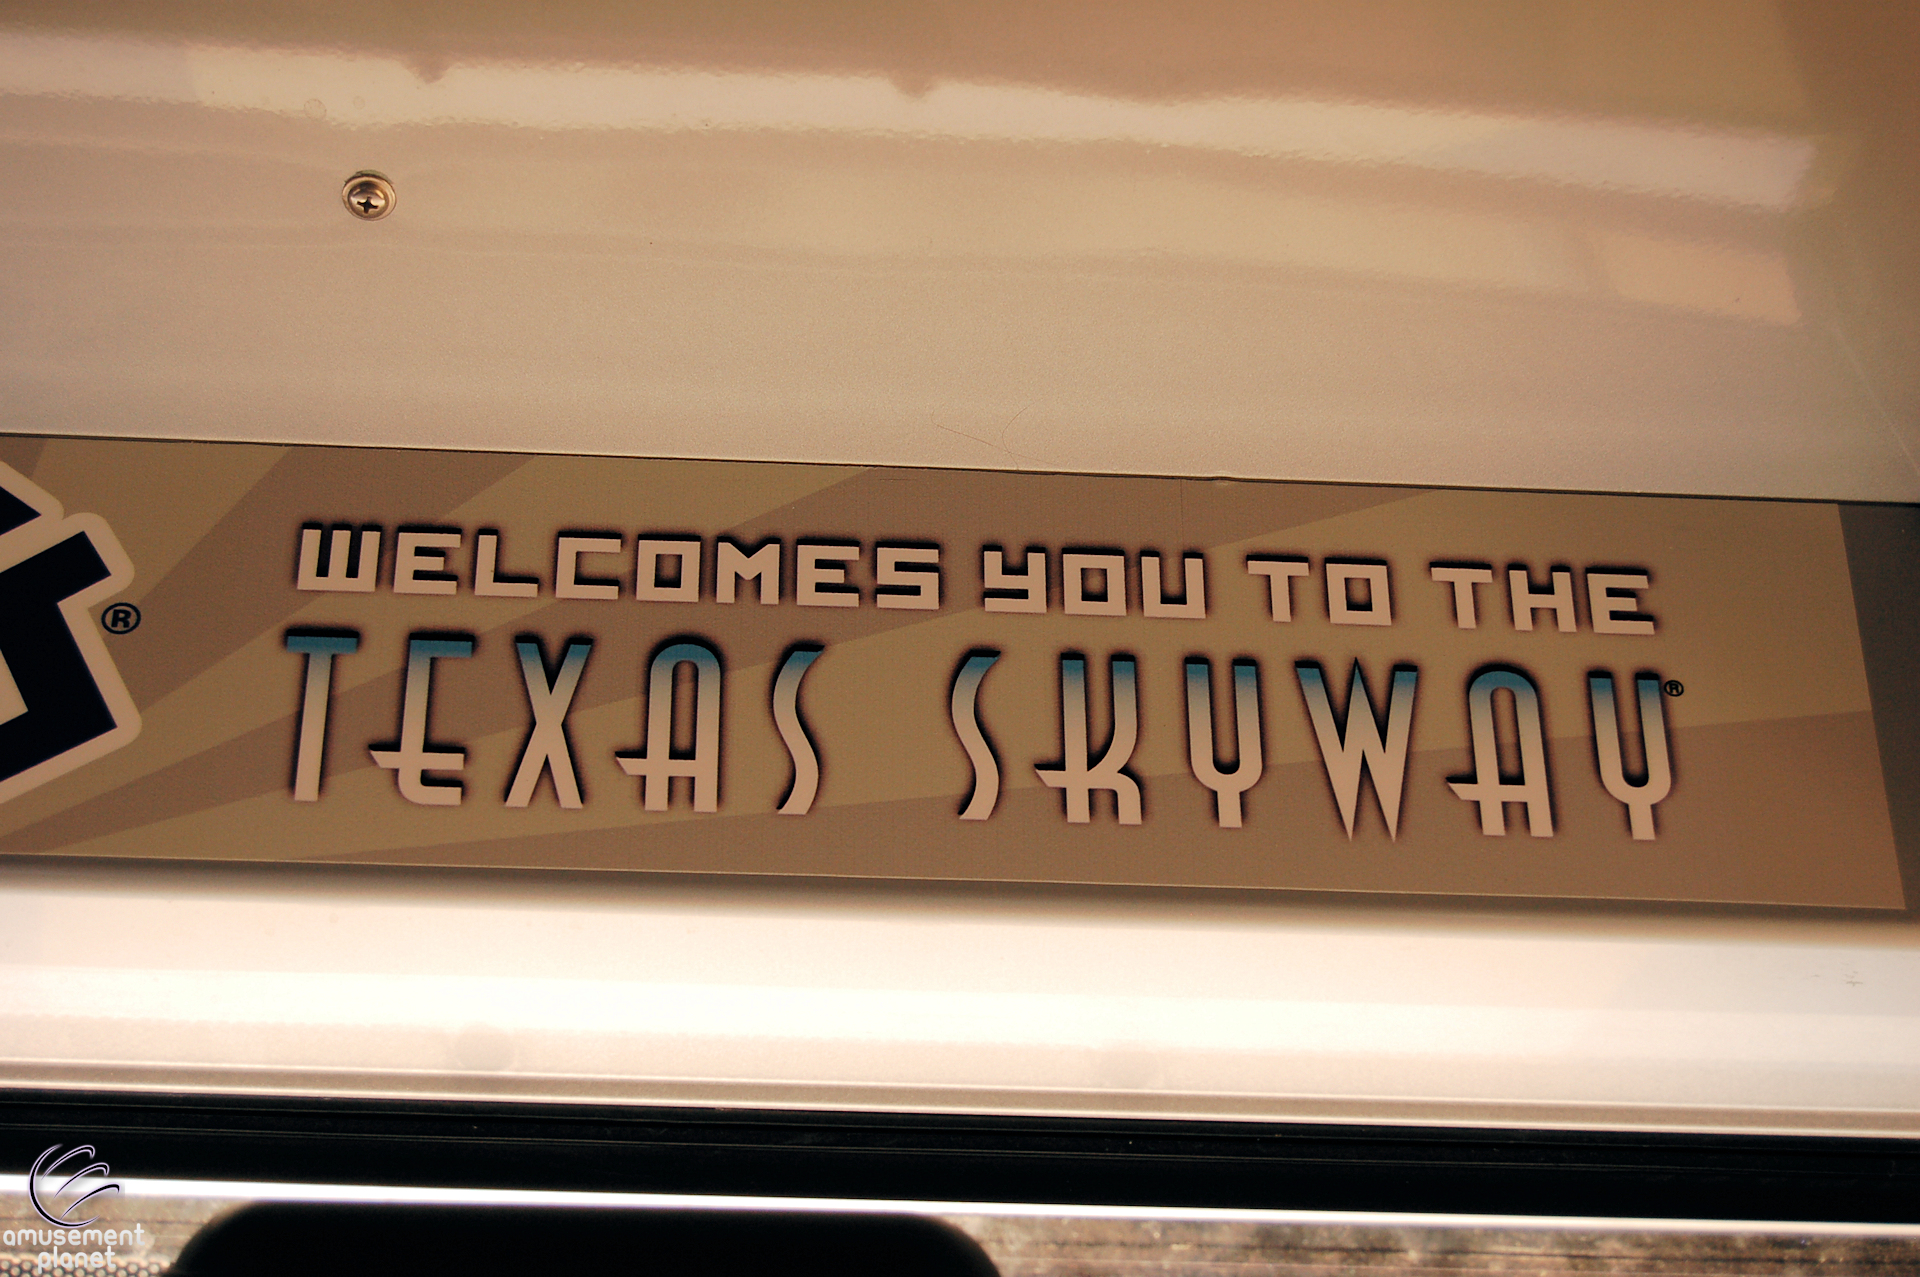 ®
WELCOMES YOU TO THE
TEXAS SKYWAY®
amusement
planet